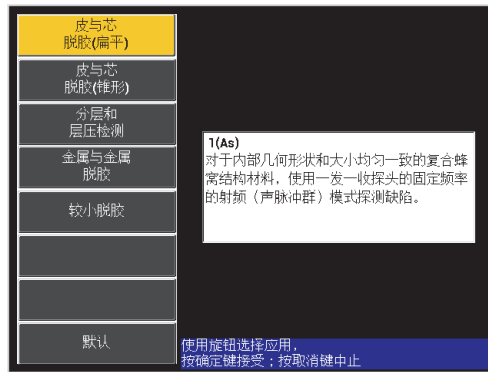 皮与芯
脱胶(扁平)
皮与芯
脱胶(锥形)
分层和
层压检测
金属与金属
脱胶
较小脱胶
默认
1(As)
对于内部几何形状和大小均匀一致的复合蜂
窝结构材料，使用一发一收探头的固定频率
的射频（声脉冲群）模式探测缺陷。
使用旋钮选择应用，
按确定键接受；按取消键中止